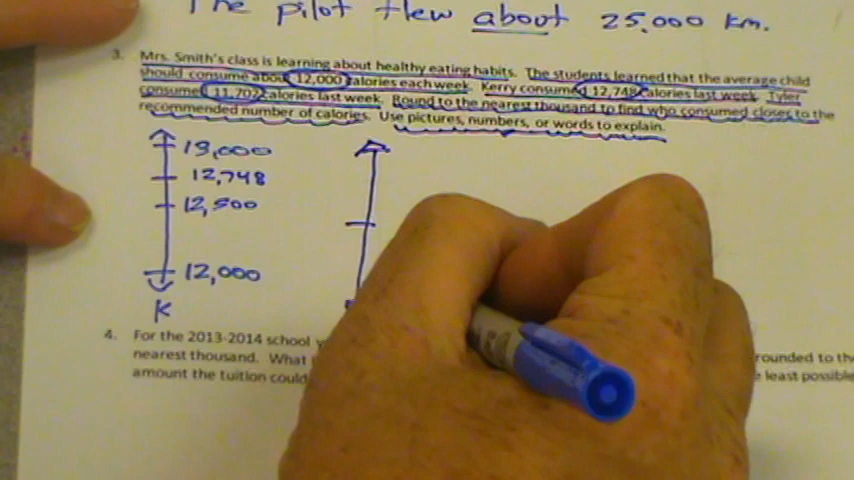 The pilot flew about 25,000 km.
3. Mrs. Smith's class is learning about healthy eating habits. The students learned that the average child
should consume about 12,000 calories each week. Kerry consumed 12,748 calories last week. Tyler
consumed 11,702 calories last week. Round to the nearest thousand to find who consumed closer to the
recommended number of calories. Use pictures, numbers, or words to explain.
13,000
12,748
12,500
12,000
K
4. For the 2013-2014 school
rounded to the
nearest thousand. What
least possible
amount the tuition could